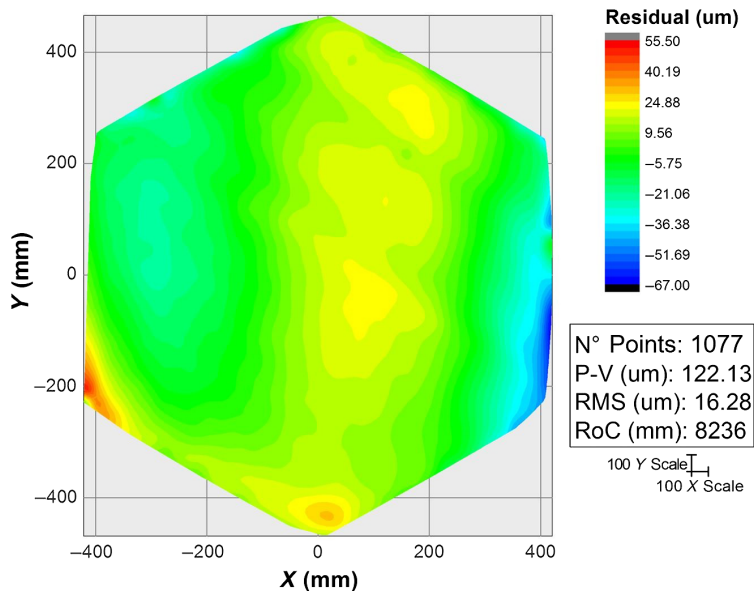 Residual (um)
55.50
40.19
24.88
9.56
−5.75
−21.06
−36.38
−51.69
−67.00
400
200
0
−200
−400
Y (mm)
−400 −200 0 200 400
X (mm)
N° Points: 1077
P-V (um): 122.13
RMS (um): 16.28
RoC (mm): 8236
100 Y Scale
100 X Scale